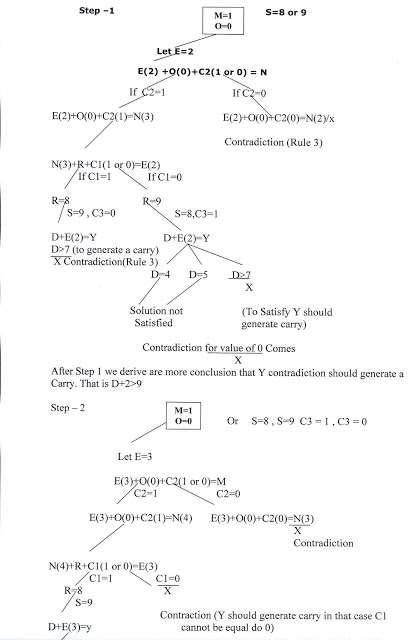 Step –1
M=1
O=0
S=8 or 9
Let E=2
E(2) +O(0)+C2(1 or 0) = N
If C2=1
If C2=0
E(2)+O(0)+C2(1)=N(3)
E(2)+O(0)+C2(0)=N(2)/x
Contradiction (Rule 3)
N(3)+R+C1(1 or 0)=E(2)
If C1=1
If C1=0
R=8
R=9
S=9 , C3=0
S=8,C3=1
D+E(2)=Y
D+E(2)=Y
D>7 (to generate a carry)
X Contradiction(Rule 3)
D=4
D=5
D>7
X
Solution not
Satisfied
(To Satisfy Y should
generate carry)
Contradiction for value of 0 Comes
X
After Step 1 we derive are more conclusion that Y contradiction should generate a
Carry. That is D+2>9
Step – 2
M=1
O=0
Or S=8 , S=9 C3 = 1 , C3 = 0
Let E=3
E(3)+O(0)+C2(1 or 0)=M
C2=1
C2=0
E(3)+O(0)+C2(1)=N(4)
E(3)+O(0)+C2(0)=N(3)
X
Contradiction
N(4)+R+C1(1 or 0)=E(3)
C1=1
C1=0
X
R=8
S=9
Contraction (Y should generate carry in that case C1
cannot be equal do 0)
D+E(3)=y